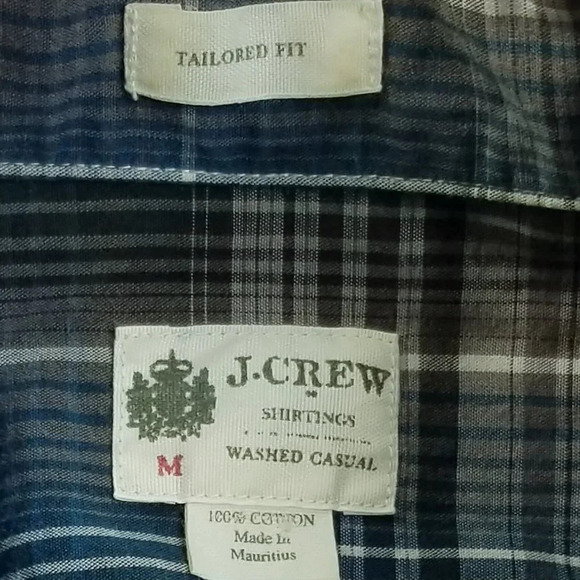 TAILORED FIT
J.CREW
SHIRTINGS
WASHED CASUAL
M
100% COTTON
Made In
Mauritius